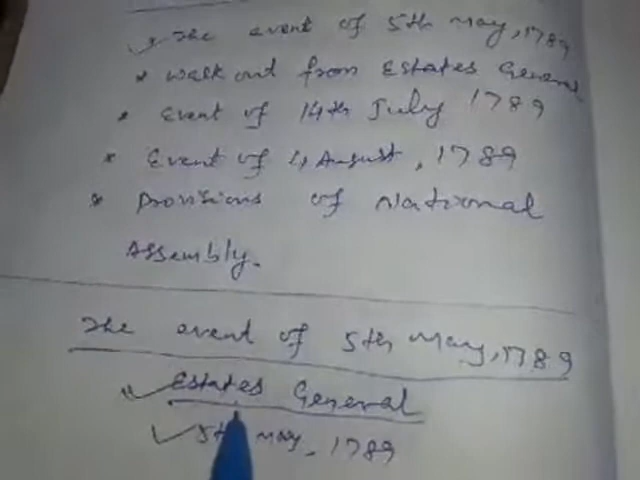 The event of 5th May, 1789
* Walk out from Estates General
* Event of 14th July 1789
* Event of 4 August, 1789
* Provisions of National
Assembly.
The event of 5th May, 1789
Estates General
5th May, 1789